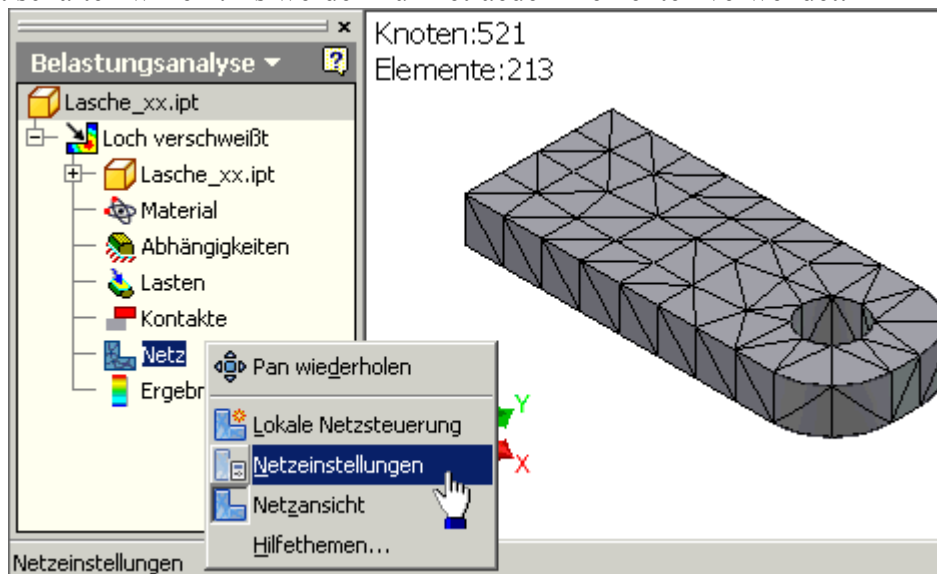 Belastungsanalyse
Lasche_xx.ipt
Loch verschweißt
Lasche_xx.ipt
Material
Abhängigkeiten
Lasten
Kontakte
Netz
Pan wiederholen
Lokale Netzsteuerung
Netzeinstellungen
Netzansicht
Hilfethemen...
Netzeinstellungen
Knoten:521
Elemente:213
Y
X